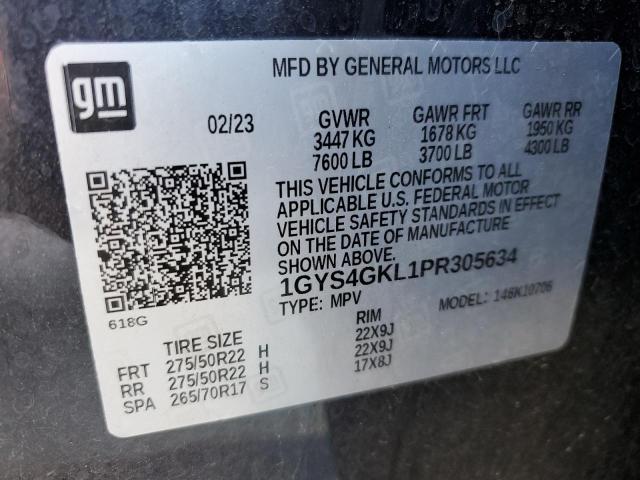 gm
MFD BY GENERAL MOTORS LLC
02/23 GVWR GAWR FRT GAWR RR
3447 KG 1678 KG 1950 KG
7600 LB 3700 LB 4300 LB
THIS VEHICLE CONFORMS TO ALL
APPLICABLE U.S. FEDERAL MOTOR
VEHICLE SAFETY STANDARDS IN EFFECT
ON THE DATE OF MANUFACTURE
SHOWN ABOVE.
1GYS4GKL1PR305634
TYPE: MPV MODEL: 146K10706
618G
TIRE SIZE RIM
FRT 275/50R22 H 22X9J
RR 275/50R22 H 22X9J
SPA 265/70R17 S 17X8J